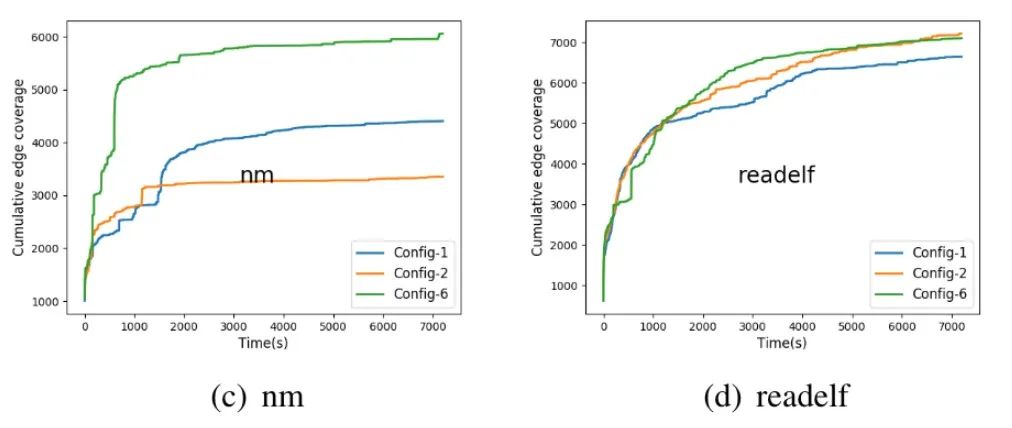 Cumulative edge coverage
6000
5000
4000
3000
2000
1000
nm
Config-1
Config-2
Config-6
0 1000 2000 3000 4000 5000 6000 7000
Time(s)
(c) nm
Cumulative edge coverage
7000
6000
5000
4000
3000
2000
1000
readelf
Config-1
Config-2
Config-6
0 1000 2000 3000 4000 5000 6000 7000
Time(s)
(d) readelf